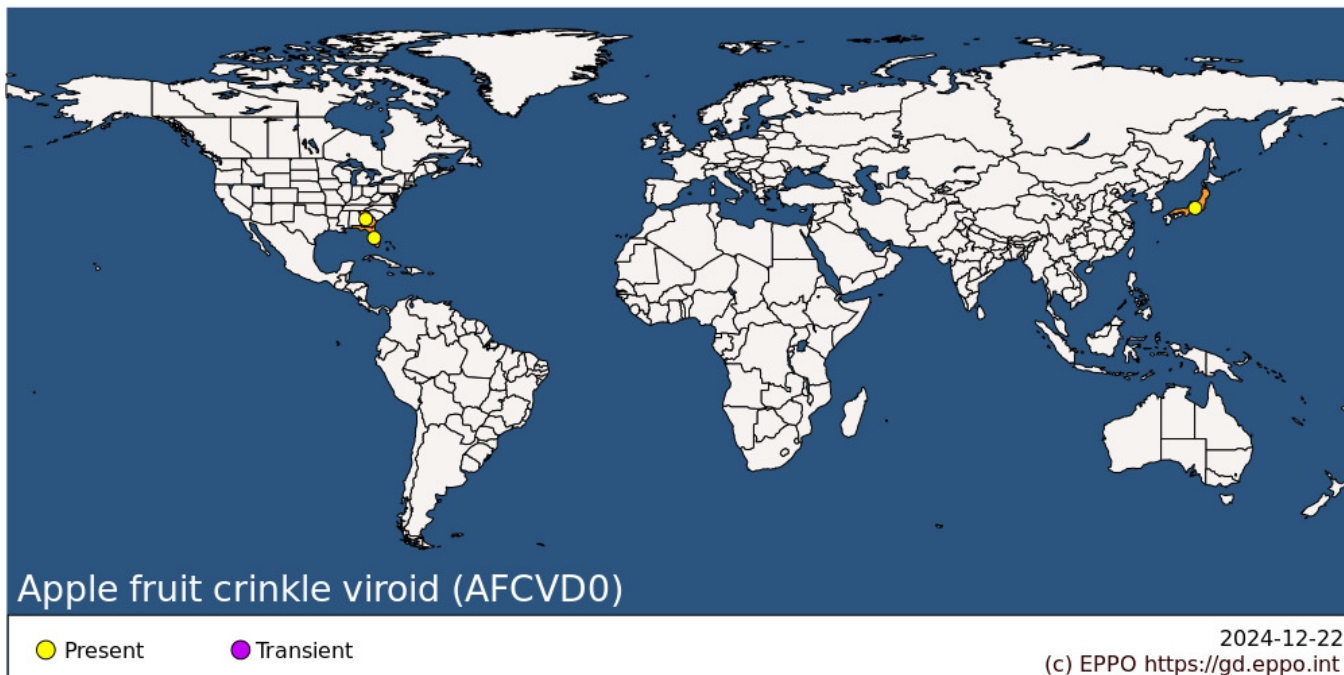 Apple fruit crinkle viroid (AFCVD0)
Present
Transient
2024-12-22
(c) EPPO https://gd.eppo.int